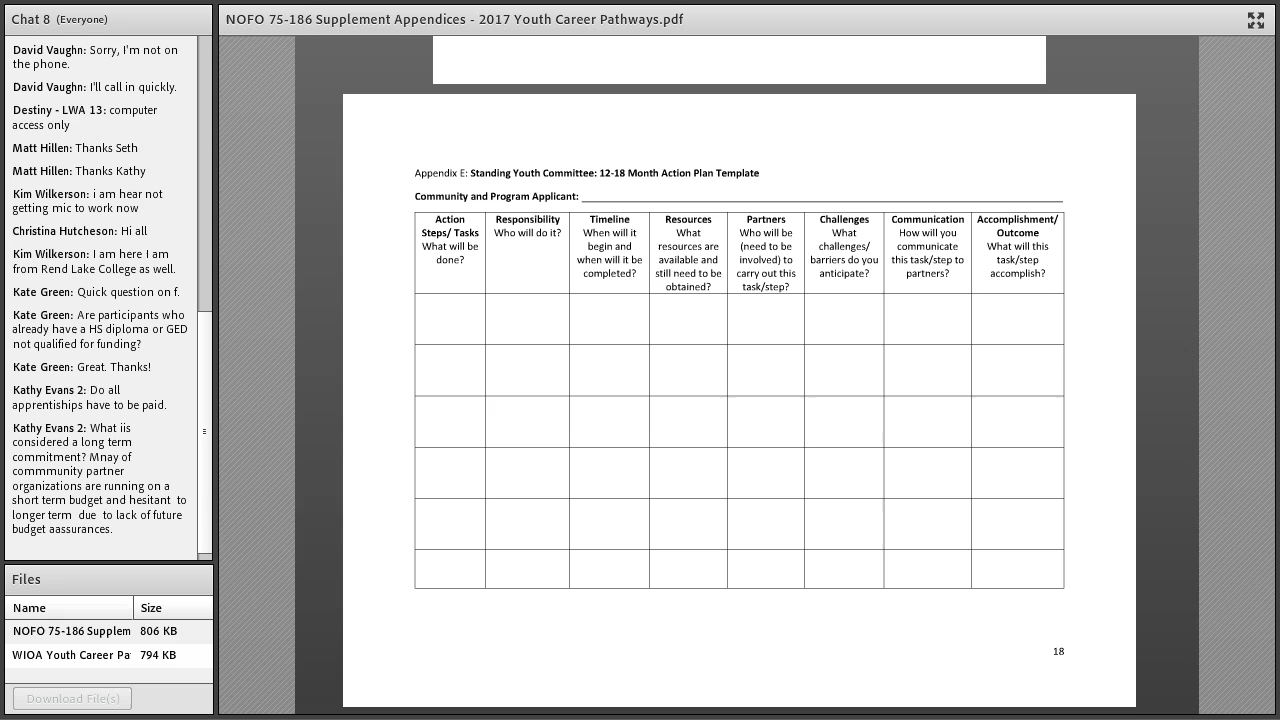 Chat 8 (Everyone)
David Vaughn: Sorry, I'm not on
the phone.
David Vaughn: I'll call in quickly.
Destiny - LWA 13: computer
access only
Matt Hillen: Thanks Seth
Matt Hillen: Thanks Kathy
Kim Wilkerson: i am hear not
getting mic to work now
Christina Hutcheson: Hi all
Kim Wilkerson: I am here I am
from Rend Lake College as well.
Kate Green: Quick question on f.
Kate Green: Are participants who
already have a HS diploma or GED
not qualified for funding?
Kate Green: Great. Thanks!
Kathy Evans 2: Do all
apprentiships have to be paid.
Kathy Evans 2: What iis
considered a long term
commitment? Mnay of
commmunity partner
organizations are running on a
short term budget and hesitant to
longer term due to lack of future
budget aassurances.
Files
Name Size
NOFO 75-186 Supplem 806 KB
WIOA Youth Career Pa 794 KB
Download File(s)
NOFO 75-186 Supplement Appendices - 2017 Youth Career Pathways.pdf
Appendix E: Standing Youth Committee: 12-18 Month Action Plan Template
Community and Program Applicant:
Action
Steps/ Tasks
What will be
done?
Responsibility
Who will do it?
Timeline
When will it
begin and
when will it be
completed?
Resources
What
resources are
available and
still need to be
obtained?
Partners
Who will be
(need to be
involved) to
carry out this
task/step?
Challenges
What
challenges/
barriers do you
anticipate?
Communication
How will you
communicate
this task/step to
partners?
Accomplishment/
Outcome
What will this
task/step
accomplish?
18